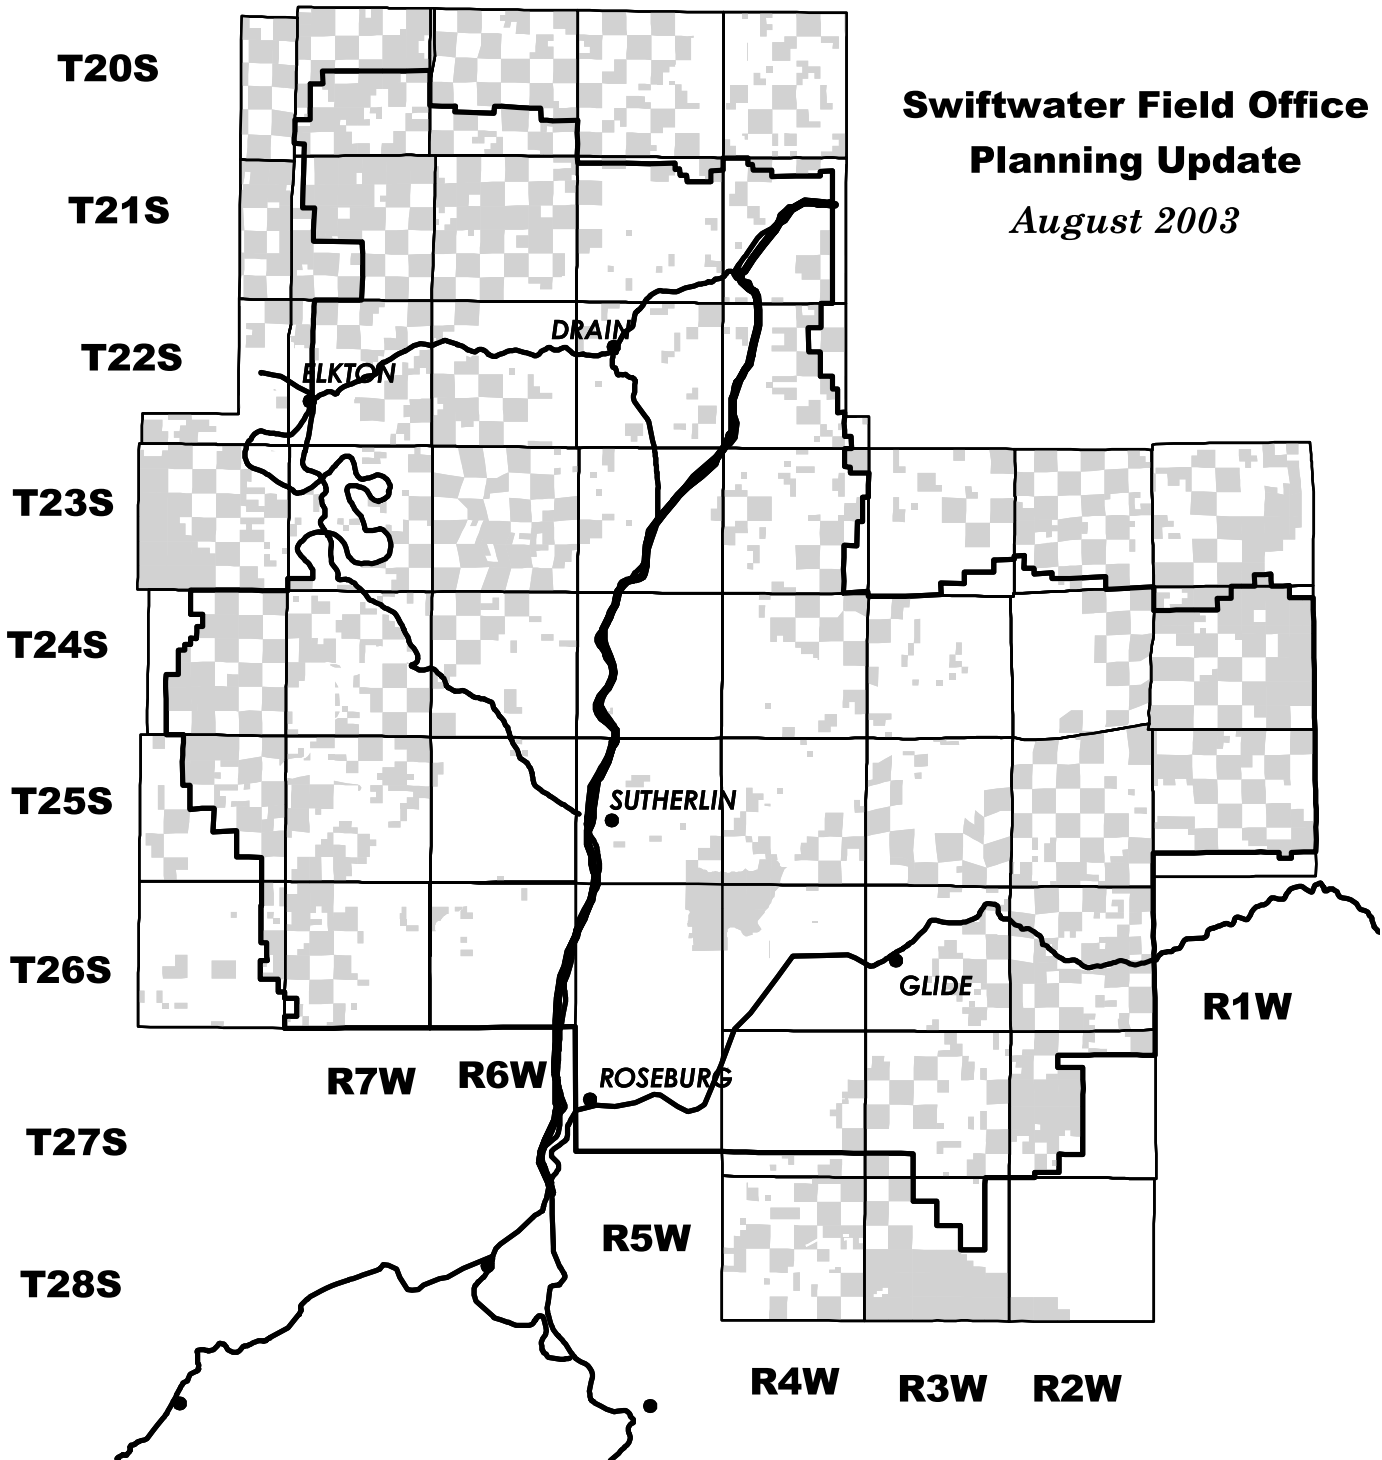 T20S
Swiftwater Field Office
Planning Update
August 2003
T21S
T22S
DRAIN
ELKTON
T23S
T24S
T25S
SUTHERLIN
T26S
GLIDE
R1W
R7W
R6W
ROSEBURG
T27S
R5W
T28S
R4W
R3W
R2W